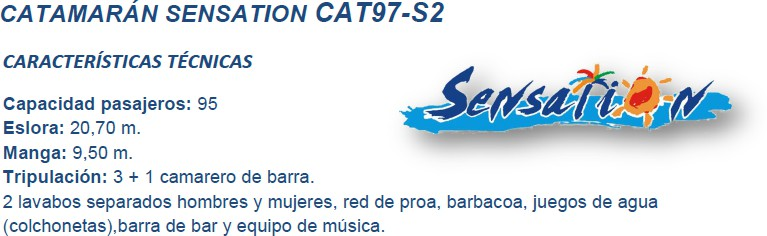 CATAMARÁN SENSATION CAT97-S2
CARACTERÍSTICAS TÉCNICAS
Capacidad pasajeros: 95
Eslora: 20,70 m.
Manga: 9,50 m.
Tripulación: 3 + 1 camarero de barra.
2 lavabos separados hombres y mujeres, red de proa, barbacoa, juegos de agua
(colchonetas),barra de bar y equipo de música.
SENSATION